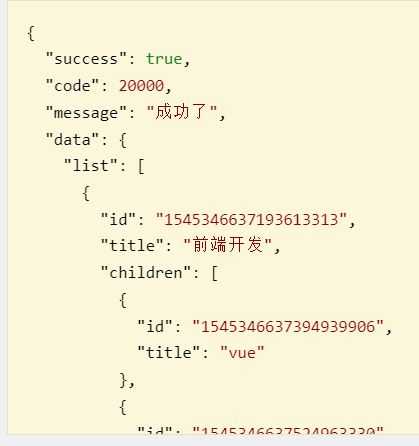 {
"success": true,
"code": 20000,
"message": "成功了",
"data": {
"list": [
{
"id": "1545346637193613313",
"title": "前端开发",
"children": [
{
"id": "1545346637394939906",
"title": "vue"
},
{
"id": "1545346637524963330"